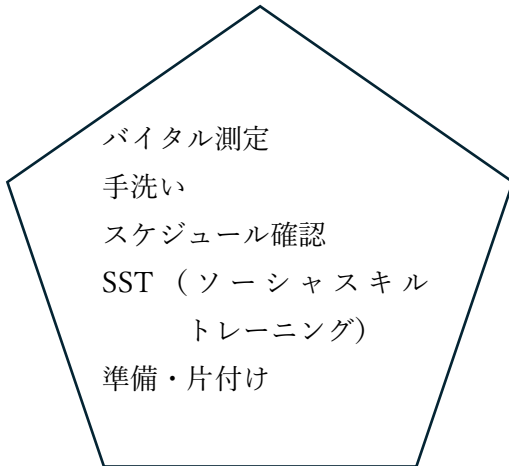 バイタル測定
手洗い
スケジュール確認
SST（ソーシャスキル
トレーニング）
準備・片付け